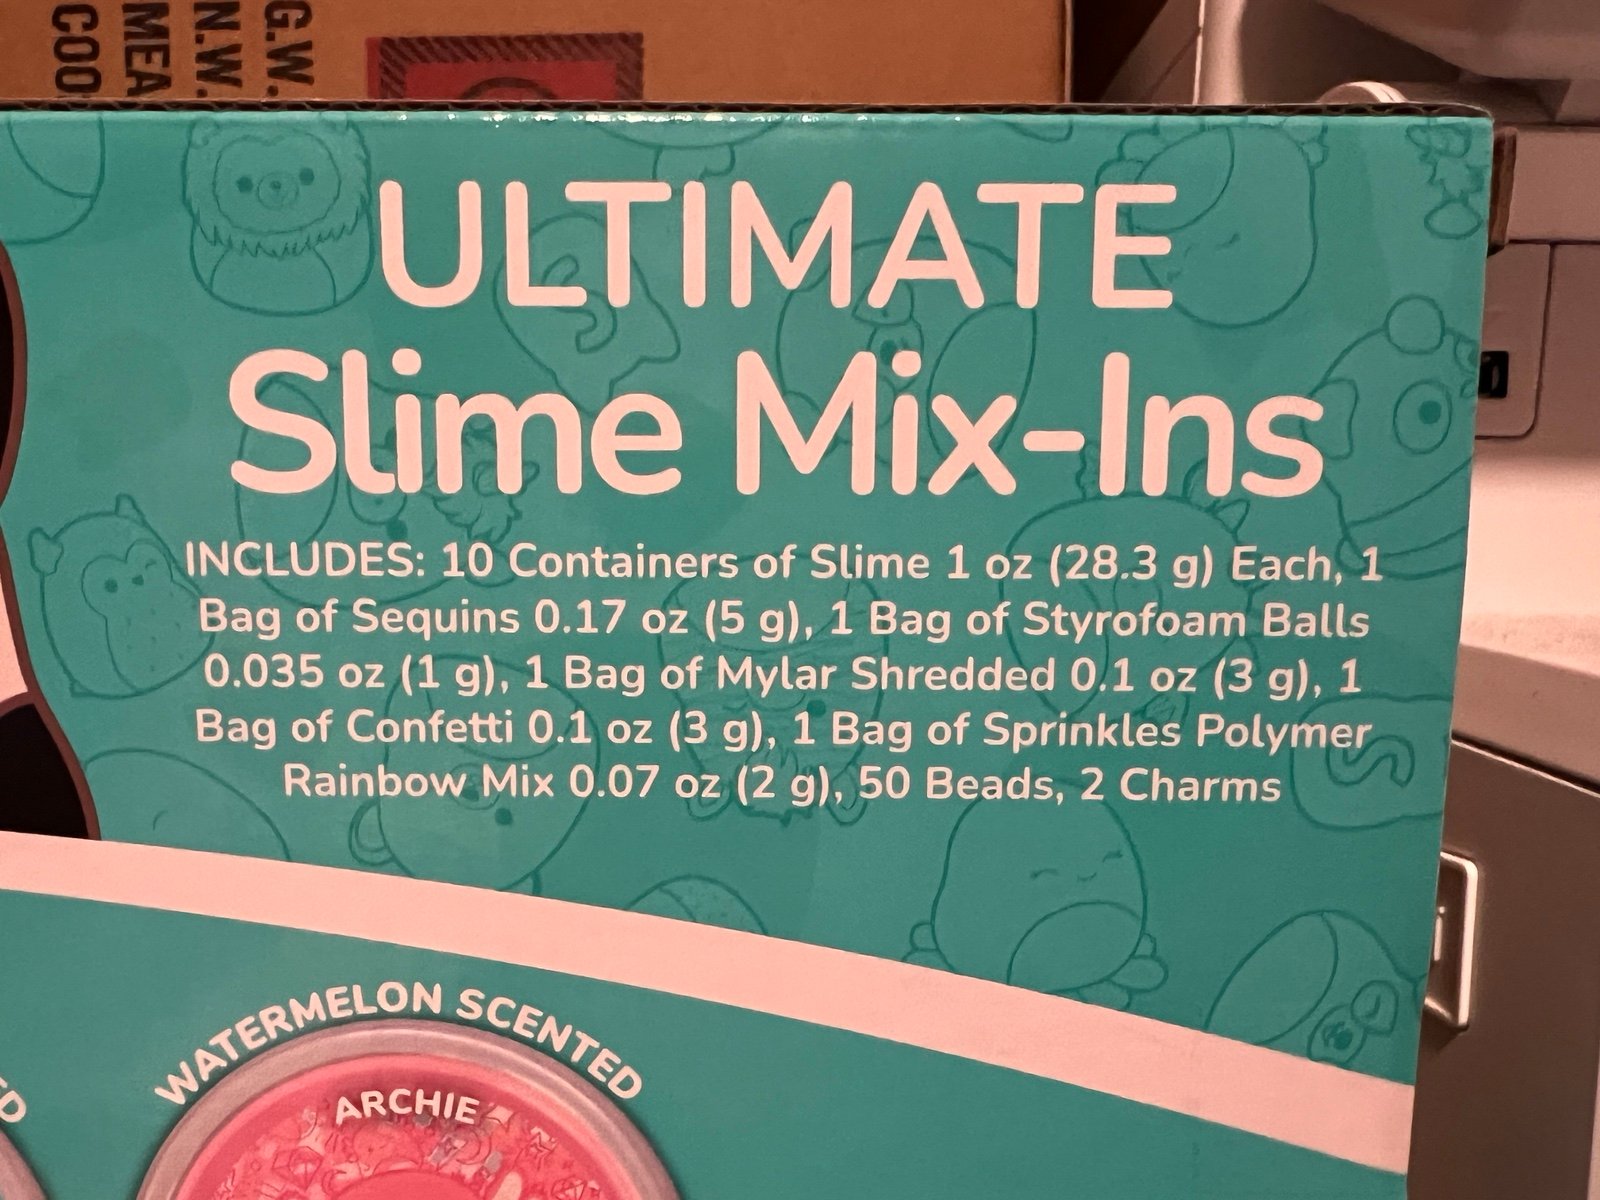 G.W.
N.W.
MEA
COO
ULTIMATE
Slime Mix-Ins
INCLUDES: 10 Containers of Slime 1 oz (28.3 g) Each, 1
Bag of Sequins 0.17 oz (5 g), 1 Bag of Styrofoam Balls
0.035 oz (1 g), 1 Bag of Mylar Shredded 0.1 oz (3 g), 1
Bag of Confetti 0.1 oz (3 g), 1 Bag of Sprinkles Polymer
Rainbow Mix 0.07 oz (2 g), 50 Beads, 2 Charms
WATERMELON SCENTED
ARCHIE
ED